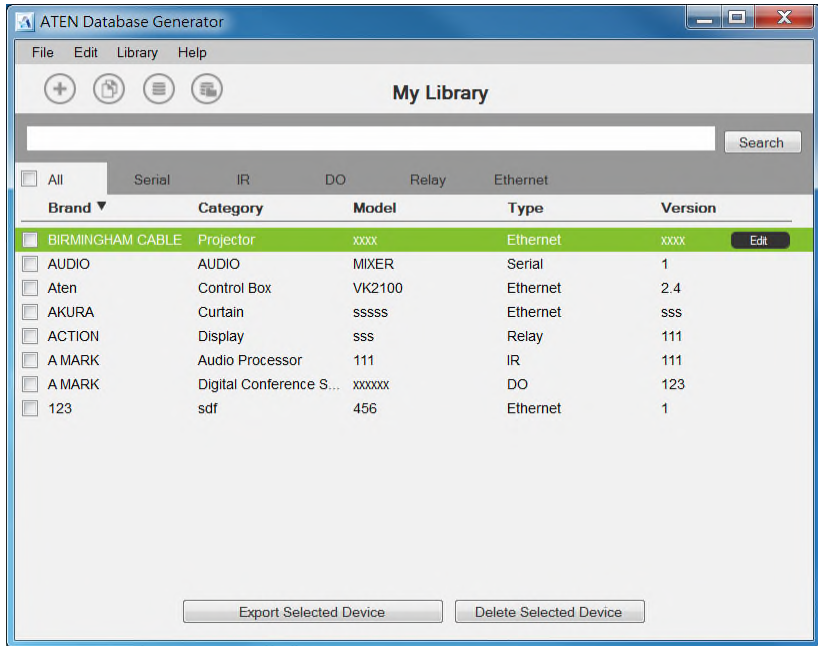 ATEN Database Generator
File Edit Library Help
My Library
Search
All Serial IR DO Relay Ethernet
Brand ▼ Category Model Type Version
BIRMINGHAM CABLE Projector xxxx Ethernet xxxx Edit
AUDIO AUDIO MIXER Serial 1
Aten Control Box VK2100 Ethernet 2.4
AKURA Curtain sssss Ethernet sss
ACTION Display sss Relay 111
A MARK Audio Processor 111 IR 111
A MARK Digital Conference S... xxxxxx DO 123
123 sdf 456 Ethernet 1
Export Selected Device Delete Selected Device